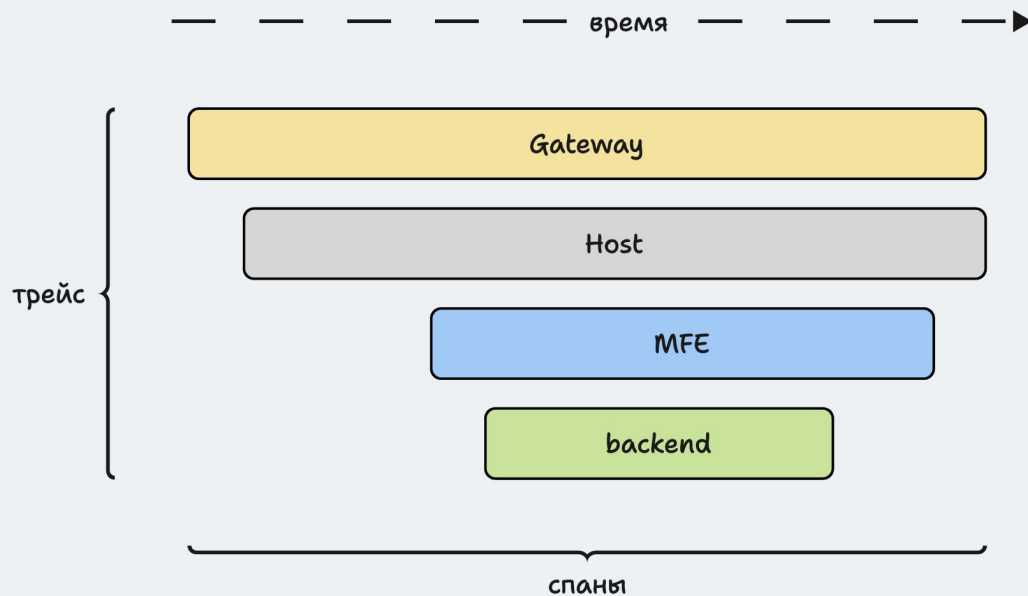 время
Gateway
Host
трейс
MFE
backend
спаны